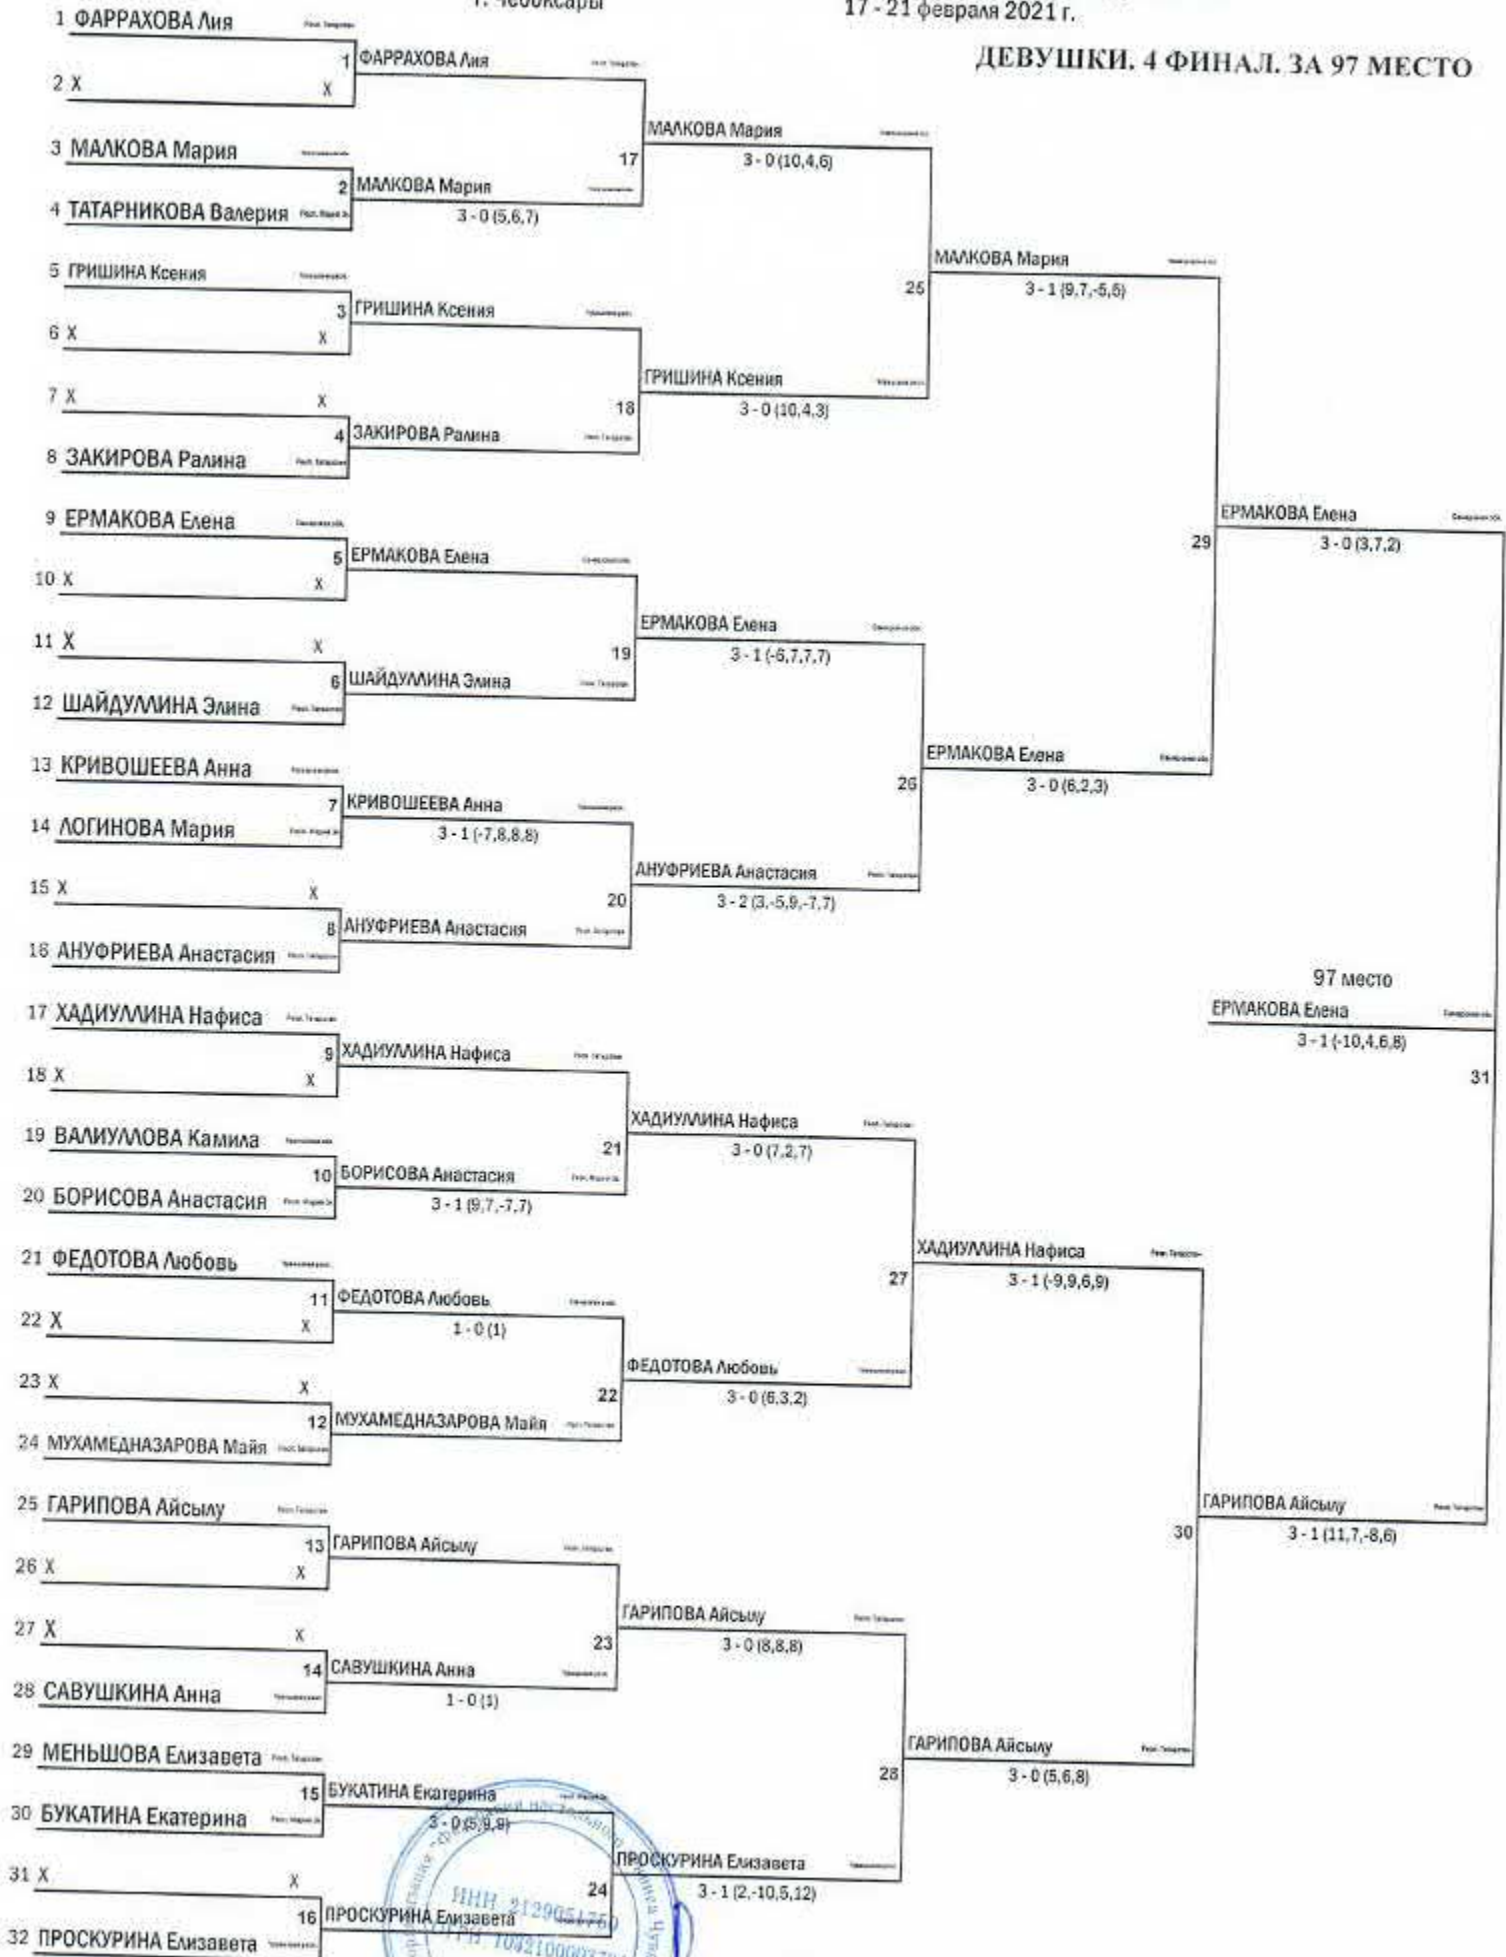 17 - 21 февраля 2021 г.
ДЕВУШКИ. 4 ФИНАЛ. ЗА 97 МЕСТО
1 ФАРРАХОВА Лия
1 ФАРРАХОВА Лия
2 X X
МАЛКОВА Мария
3 МАЛКОВА Мария
17 3 - 0 (10,4,6)
2 МАЛКОВА Мария
4 ТАТАРНИКОВА Валерия
3 - 0 (5,6,7)
МАЛКОВА Мария
5 ГРИШИНА Ксения
25 3 - 1 (9,7,-5,5)
3 ГРИШИНА Ксения
6 X X
ГРИШИНА Ксения
7 X X
18 3 - 0 (10,4,3)
4 ЗАКИРОВА Ралина
8 ЗАКИРОВА Ралина
ЕРМАКОВА Елена
9 ЕРМАКОВА Елена
29 3 - 0 (3,7,2)
5 ЕРМАКОВА Елена
10 X X
ЕРМАКОВА Елена
11 X X
19 3 - 1 (-6,7,7,7)
6 ШАЙДУЛЛИНА Элина
12 ШАЙДУЛЛИНА Элина
ЕРМАКОВА Елена
13 КРИВОШЕЕВА Анна
26 3 - 0 (6,2,3)
7 КРИВОШЕЕВА Анна
14 ЛОГИНОВА Мария
3 - 1 (-7,8,8,8)
АНУФРИЕВА Анастасия
15 X X
20 3 - 2 (3,-5,9,-7,7)
8 АНУФРИЕВА Анастасия
16 АНУФРИЕВА Анастасия
97 место
17 ХАДИУЛЛИНА Нафиса
ЕРМАКОВА Елена
3 - 1 (-10,4,6,8)
9 ХАДИУЛЛИНА Нафиса
31
18 X X
ХАДИУЛЛИНА Нафиса
19 ВАЛИУЛЛОВА Камила
21 3 - 0 (7,2,7)
10 БОРИСОВА Анастасия
20 БОРИСОВА Анастасия
3 - 1 (9,7,-7,7)
ХАДИУЛЛИНА Нафиса
21 ФЕДОТОВА Любовь
27 3 - 1 (-9,9,6,9)
11 ФЕДОТОВА Любовь
22 X X
1 - 0 (1)
ФЕДОТОВА Любовь
23 X X
22 3 - 0 (6,3,2)
12 МУХАМЕДНАЗАРОВА Майя
24 МУХАМЕДНАЗАРОВА Майя
25 ГАРИПОВА Айсылу
ГАРИПОВА Айсылу
30 3 - 1 (11,7,-8,6)
13 ГАРИПОВА Айсылу
26 X X
ГАРИПОВА Айсылу
27 X X
23 3 - 0 (8,8,8)
14 САВУШКИНА Анна
28 САВУШКИНА Анна
1 - 0 (1)
29 МЕНЬШОВА Елизавета
ГАРИПОВА Айсылу
28 3 - 0 (5,6,8)
15 БУКАТИНА Екатерина
30 БУКАТИНА Екатерина
3 - 0 (5,9,9)
ПРОСКУРИНА Елизавета
31 X X
24 3 - 1 (2,-10,5,12)
16 ПРОСКУРИНА Елизавета
32 ПРОСКУРИНА Елизавета